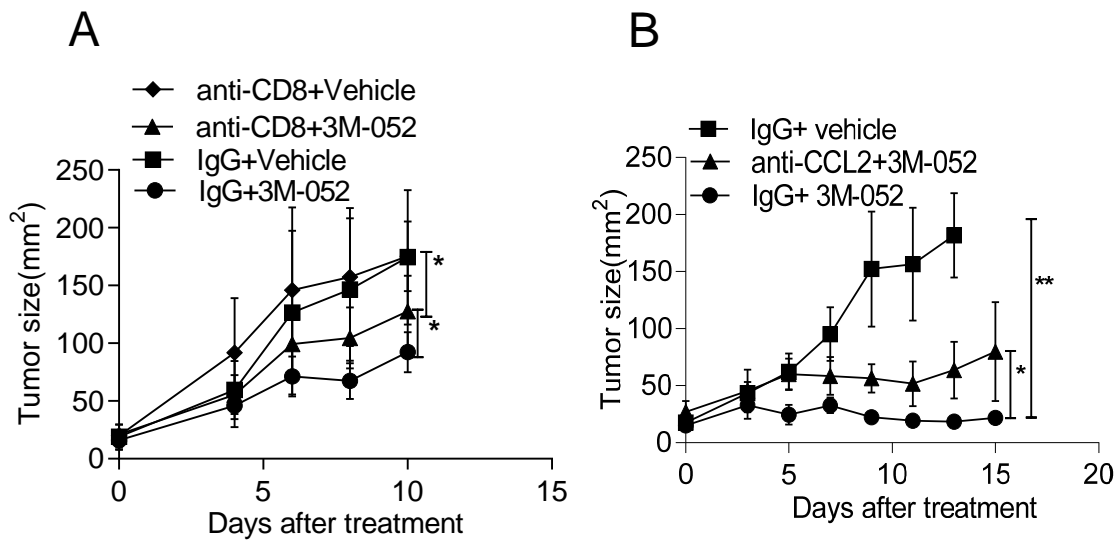 A
anti-CD8+Vehicle
anti-CD8+3M-052
IgG+Vehicle
IgG+3M-052
250
200
150
100
50
0
Tumor size(mm²)
0 5 10 15
Days after treatment
*
*
B
IgG+ vehicle
anti-CCL2+3M-052
IgG+ 3M-052
250
200
150
100
50
0
Tumor size(mm²)
0 5 10 15 20
Days after treatment
**
*